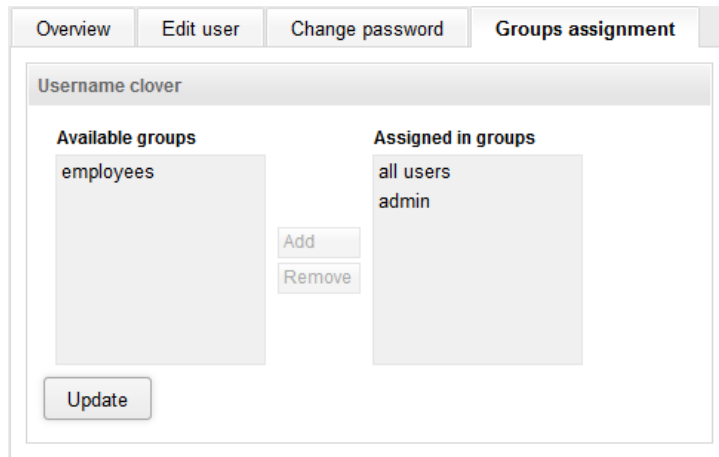 Overview Edit user Change password Groups assignment
Username clover
Available groups Assigned in groups
employees all users
admin
Add
Remove
Update